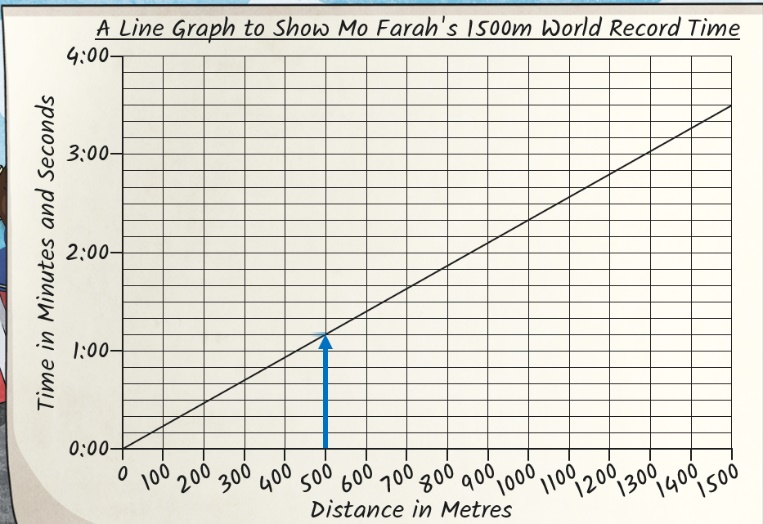 A Line Graph to Show Mo Farah's 1500m World Record Time
Time in Minutes and Seconds
4:00
3:00
2:00
1:00
0:00
0 100 200 300 400 500 600 700 800 900 1000 1100 1200 1300 1400 1500
Distance in Metres